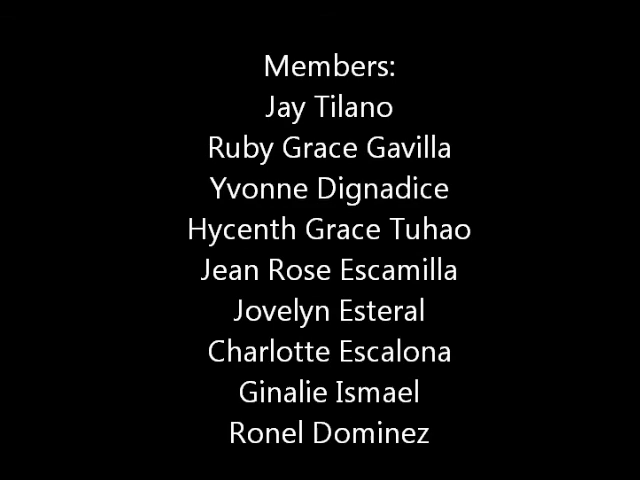 Members:
Jay Tilano
Ruby Grace Gavilla
Yvonne Dignadice
Hycenth Grace Tuhao
Jean Rose Escamilla
Jovelyn Esteral
Charlotte Escalona
Ginalie Ismael
Ronel Dominez